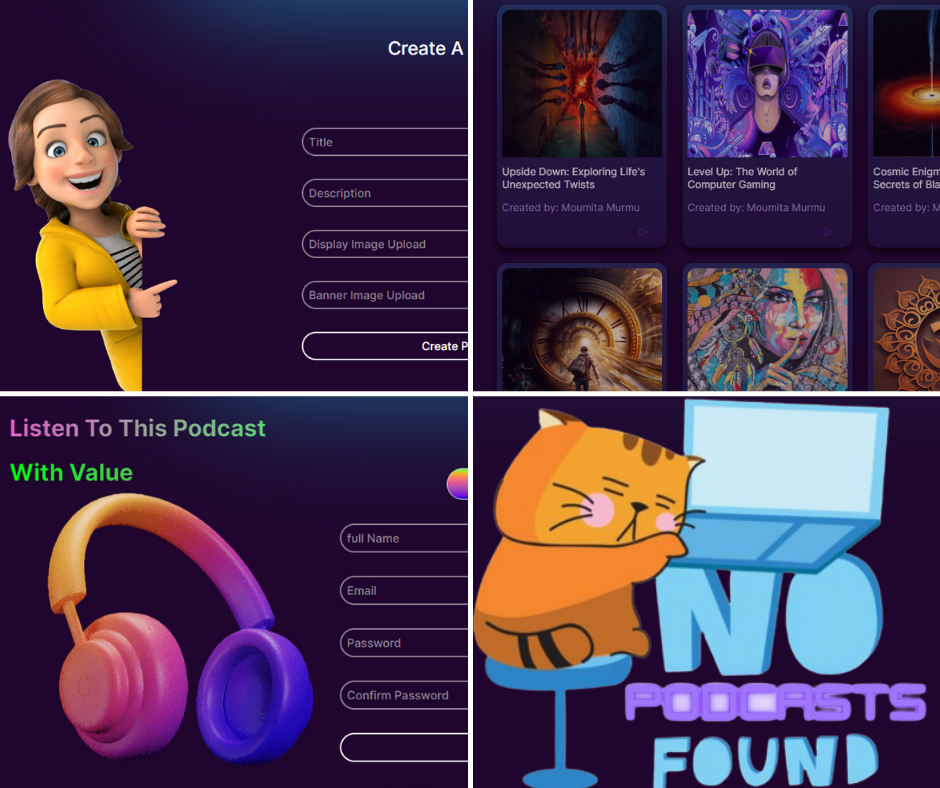 Create A
Title
Description
Display Image Upload
Banner Image Upload
Create P
Upside Down: Exploring Life's
Unexpected Twists
Created by: Moumita Murmu
Level Up: The World of
Computer Gaming
Created by: Moumita Murmu
Cosmic Enigm
Secrets of Bla
Created by: M
Listen To This Podcast
With Value
full Name
Email
Password
Confirm Password
NO
PODCASTS
FOUND